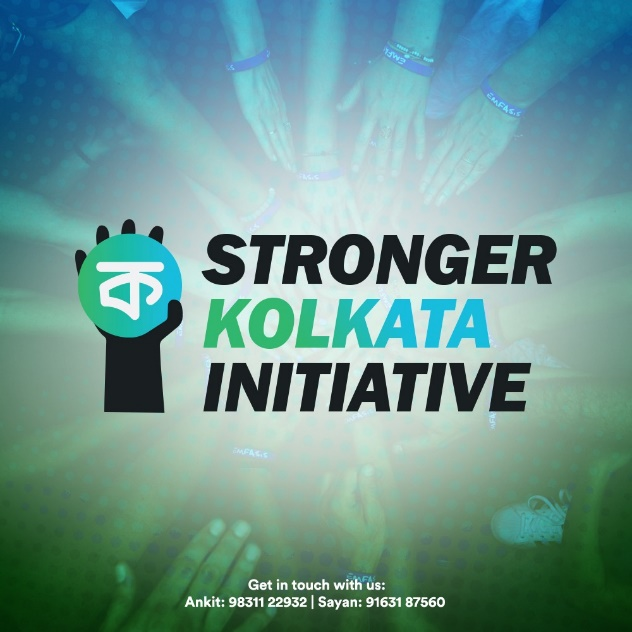 ক
STRONGER
KOLKATA
INITIATIVE
Get in touch with us:
Ankit: 98311 22932 | Sayan: 91631 87560